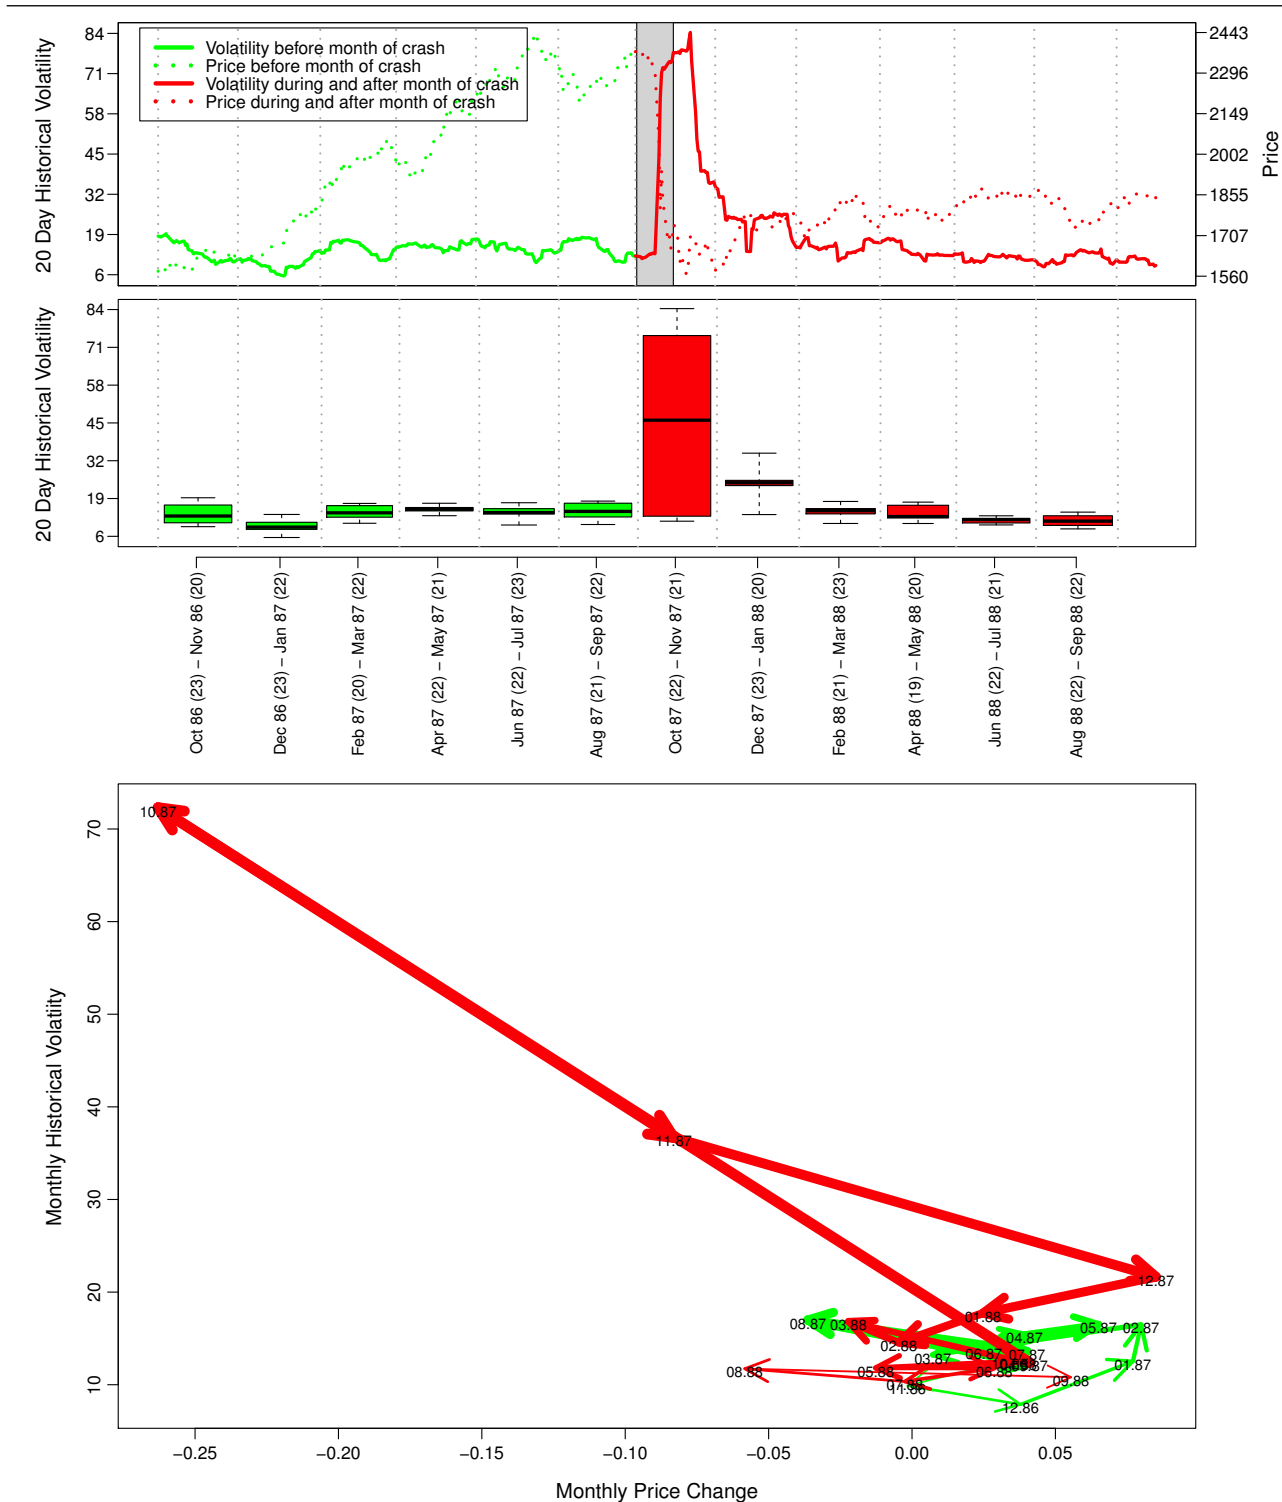 20 Day Historical Volatility
84
71
58
45
32
19
6
Volatility before month of crash
Price before month of crash
Volatility during and after month of crash
Price during and after month of crash
2443
2296
2149
2002
1855
1707
1560
Price
20 Day Historical Volatility
84
71
58
45
32
19
6
Oct 86 (23) − Nov 86 (20)
Dec 86 (23) − Jan 87 (22)
Feb 87 (20) − Mar 87 (22)
Apr 87 (22) − May 87 (21)
Jun 87 (22) − Jul 87 (23)
Aug 87 (21) − Sep 87 (22)
Oct 87 (22) − Nov 87 (21)
Dec 87 (23) − Jan 88 (20)
Feb 88 (21) − Mar 88 (23)
Apr 88 (19) − May 88 (20)
Jun 88 (22) − Jul 88 (21)
Aug 88 (22) − Sep 88 (22)
Monthly Historical Volatility
70
60
50
40
30
20
10
10.87
11.87
12.87
01.88
08.87
03.88
04.87
05.87
02.87
02.88
03.87
06.87
07.87
01.87
08.88
05.88
06.88
09.88
07.88
11.86
12.86
−0.25
−0.20
−0.15
−0.10
−0.05
0.00
0.05
Monthly Price Change